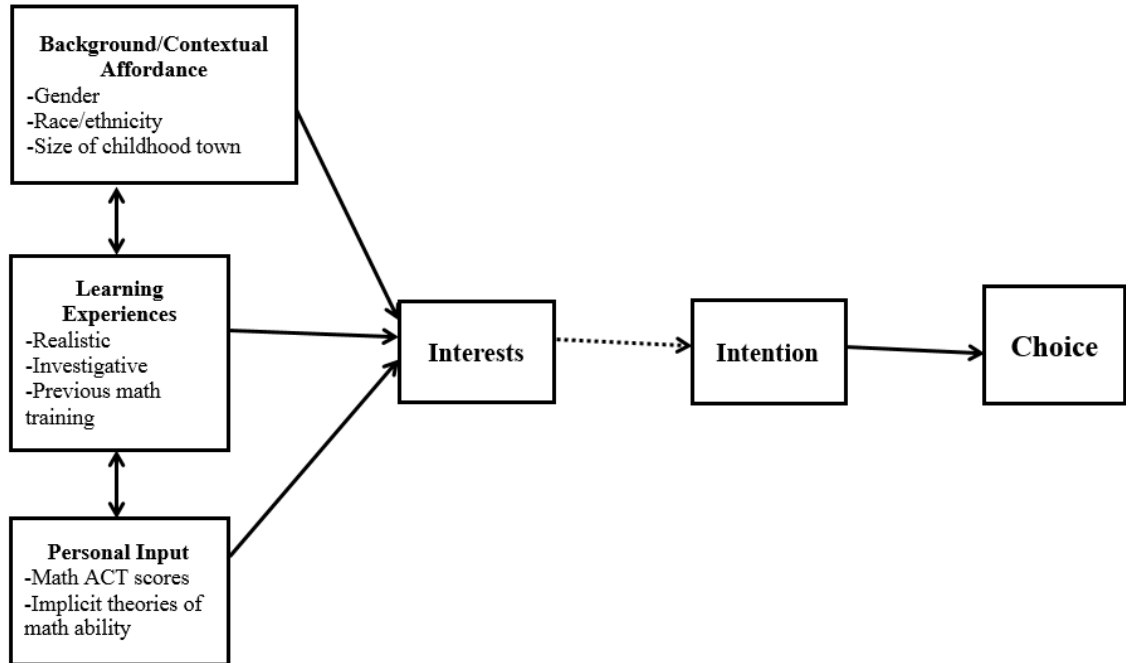 Background/Contextual
Affordance
-Gender
-Race/ethnicity
-Size of childhood town
Learning
Experiences
-Realistic
-Investigative
-Previous math
training
Personal Input
-Math ACT scores
-Implicit theories of
math ability
Interests
Intention
Choice